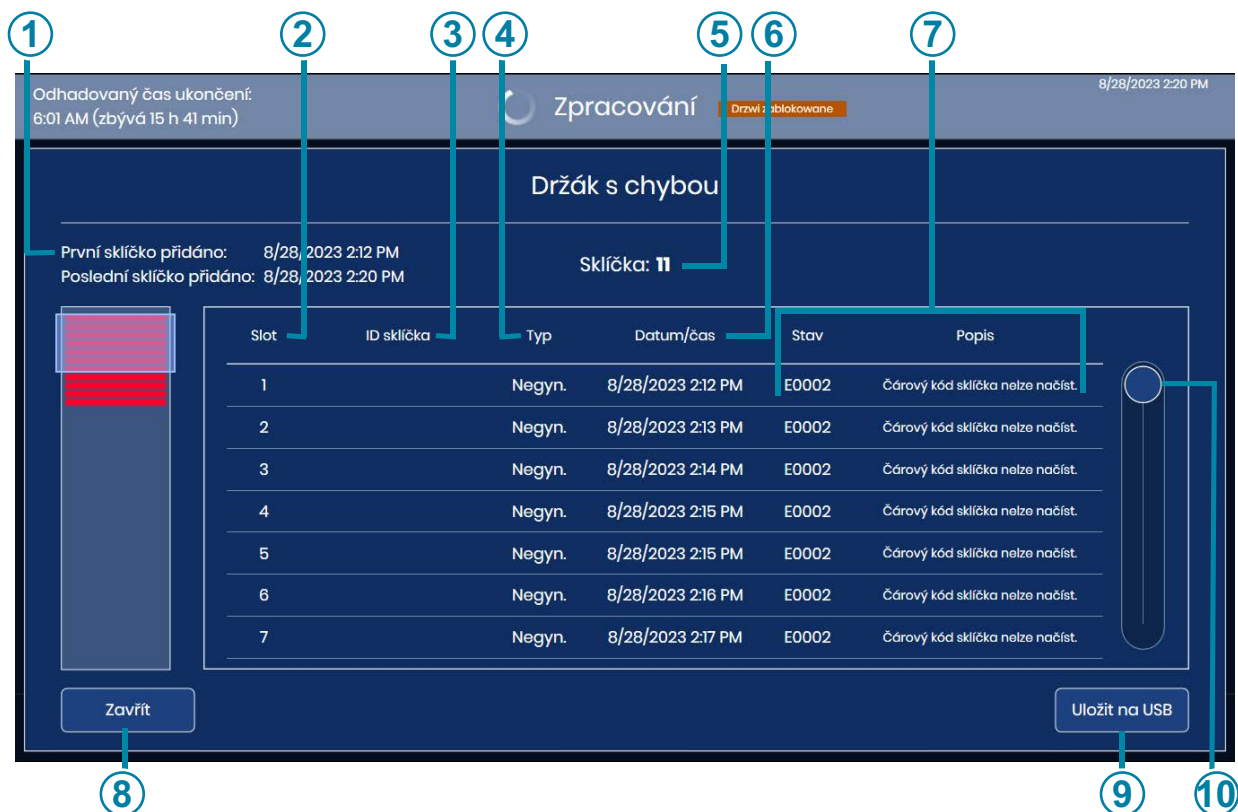 1 2 3 4 5 6 7
Odhadovaný čas ukončení:
6:01 AM (zbývá 15 h 41 min)
Zpracování
Drzwi zablokowane
8/28/2023 2:20 PM
Držák s chybou
První sklíčko přidáno: 8/28/2023 2:12 PM
Poslední sklíčko přidáno: 8/28/2023 2:20 PM
Sklíčka: 11
Slot ID sklíčka Typ Datum/čas Stav Popis
1 Negyn. 8/28/2023 2:12 PM E0002 Čárový kód sklíčka nelze načíst.
2 Negyn. 8/28/2023 2:13 PM E0002 Čárový kód sklíčka nelze načíst.
3 Negyn. 8/28/2023 2:14 PM E0002 Čárový kód sklíčka nelze načíst.
4 Negyn. 8/28/2023 2:15 PM E0002 Čárový kód sklíčka nelze načíst.
5 Negyn. 8/28/2023 2:15 PM E0002 Čárový kód sklíčka nelze načíst.
6 Negyn. 8/28/2023 2:16 PM E0002 Čárový kód sklíčka nelze načíst.
7 Negyn. 8/28/2023 2:17 PM E0002 Čárový kód sklíčka nelze načíst.
Zavřít
Uložit na USB
8 9 10